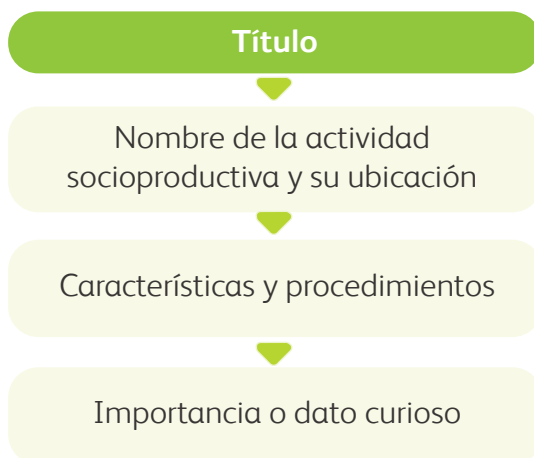 Título
Nombre de la actividad
socioproductiva y su ubicación
Características y procedimientos
Importancia o dato curioso